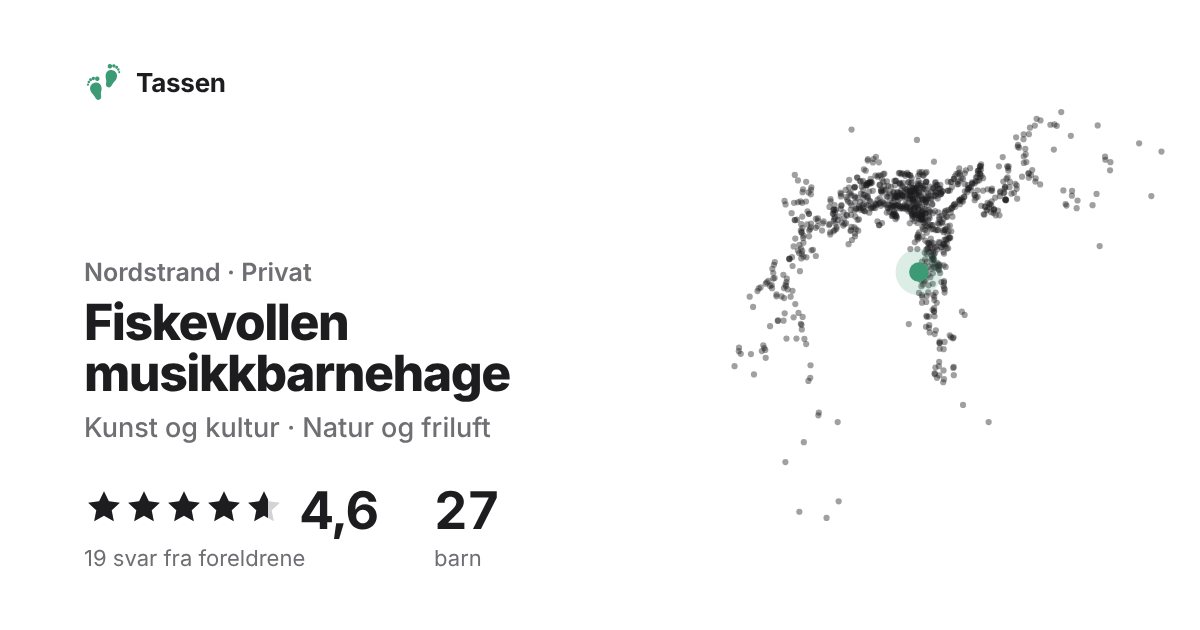 Tassen
Nordstrand · Privat
Fiskevollen
musikkbarnehage
Kunst og kultur · Natur og friluft
4,6
19 svar fra foreldrene
27
barn